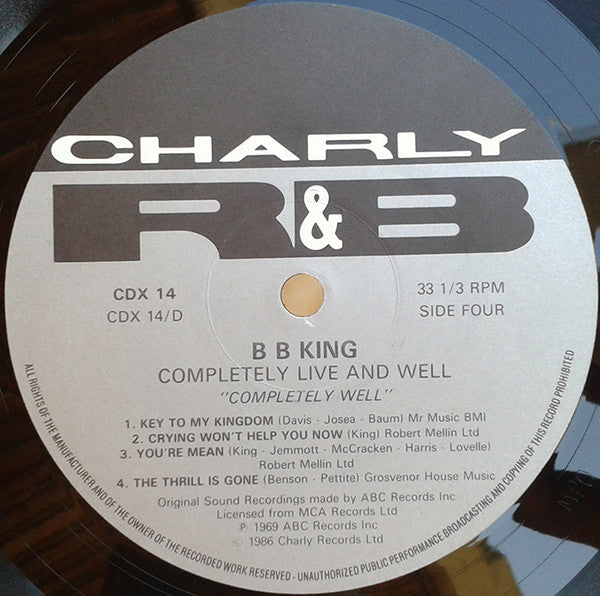 CHARLY
R&B
CDX 14
CDX 14/D
33 1/3 RPM
SIDE FOUR
B B KING
COMPLETELY LIVE AND WELL
"COMPLETELY WELL"
1. KEY TO MY KINGDOM (Davis - Josea - Baum) Mr Music BMI
2. CRYING WON'T HELP YOU NOW (King) Robert Mellin Ltd
3. YOU'RE MEAN (King - Jemmott - McCracken - Harris - Lovelle)
Robert Mellin Ltd
4. THE THRILL IS GONE (Benson - Pettite) Grosvenor House Music
Original Sound Recordings made by ABC Records Inc
Licensed from MCA Records Ltd
℗ 1969 ABC Records Inc
© 1986 Charly Records Ltd
ALL RIGHTS OF THE MANUFACTURER AND OF THE OWNER OF THE RECORDED WORK RESERVED - UNAUTHORIZED PUBLIC PERFORMANCE BROADCASTING AND COPYING OF THIS RECORD PROHIBITED